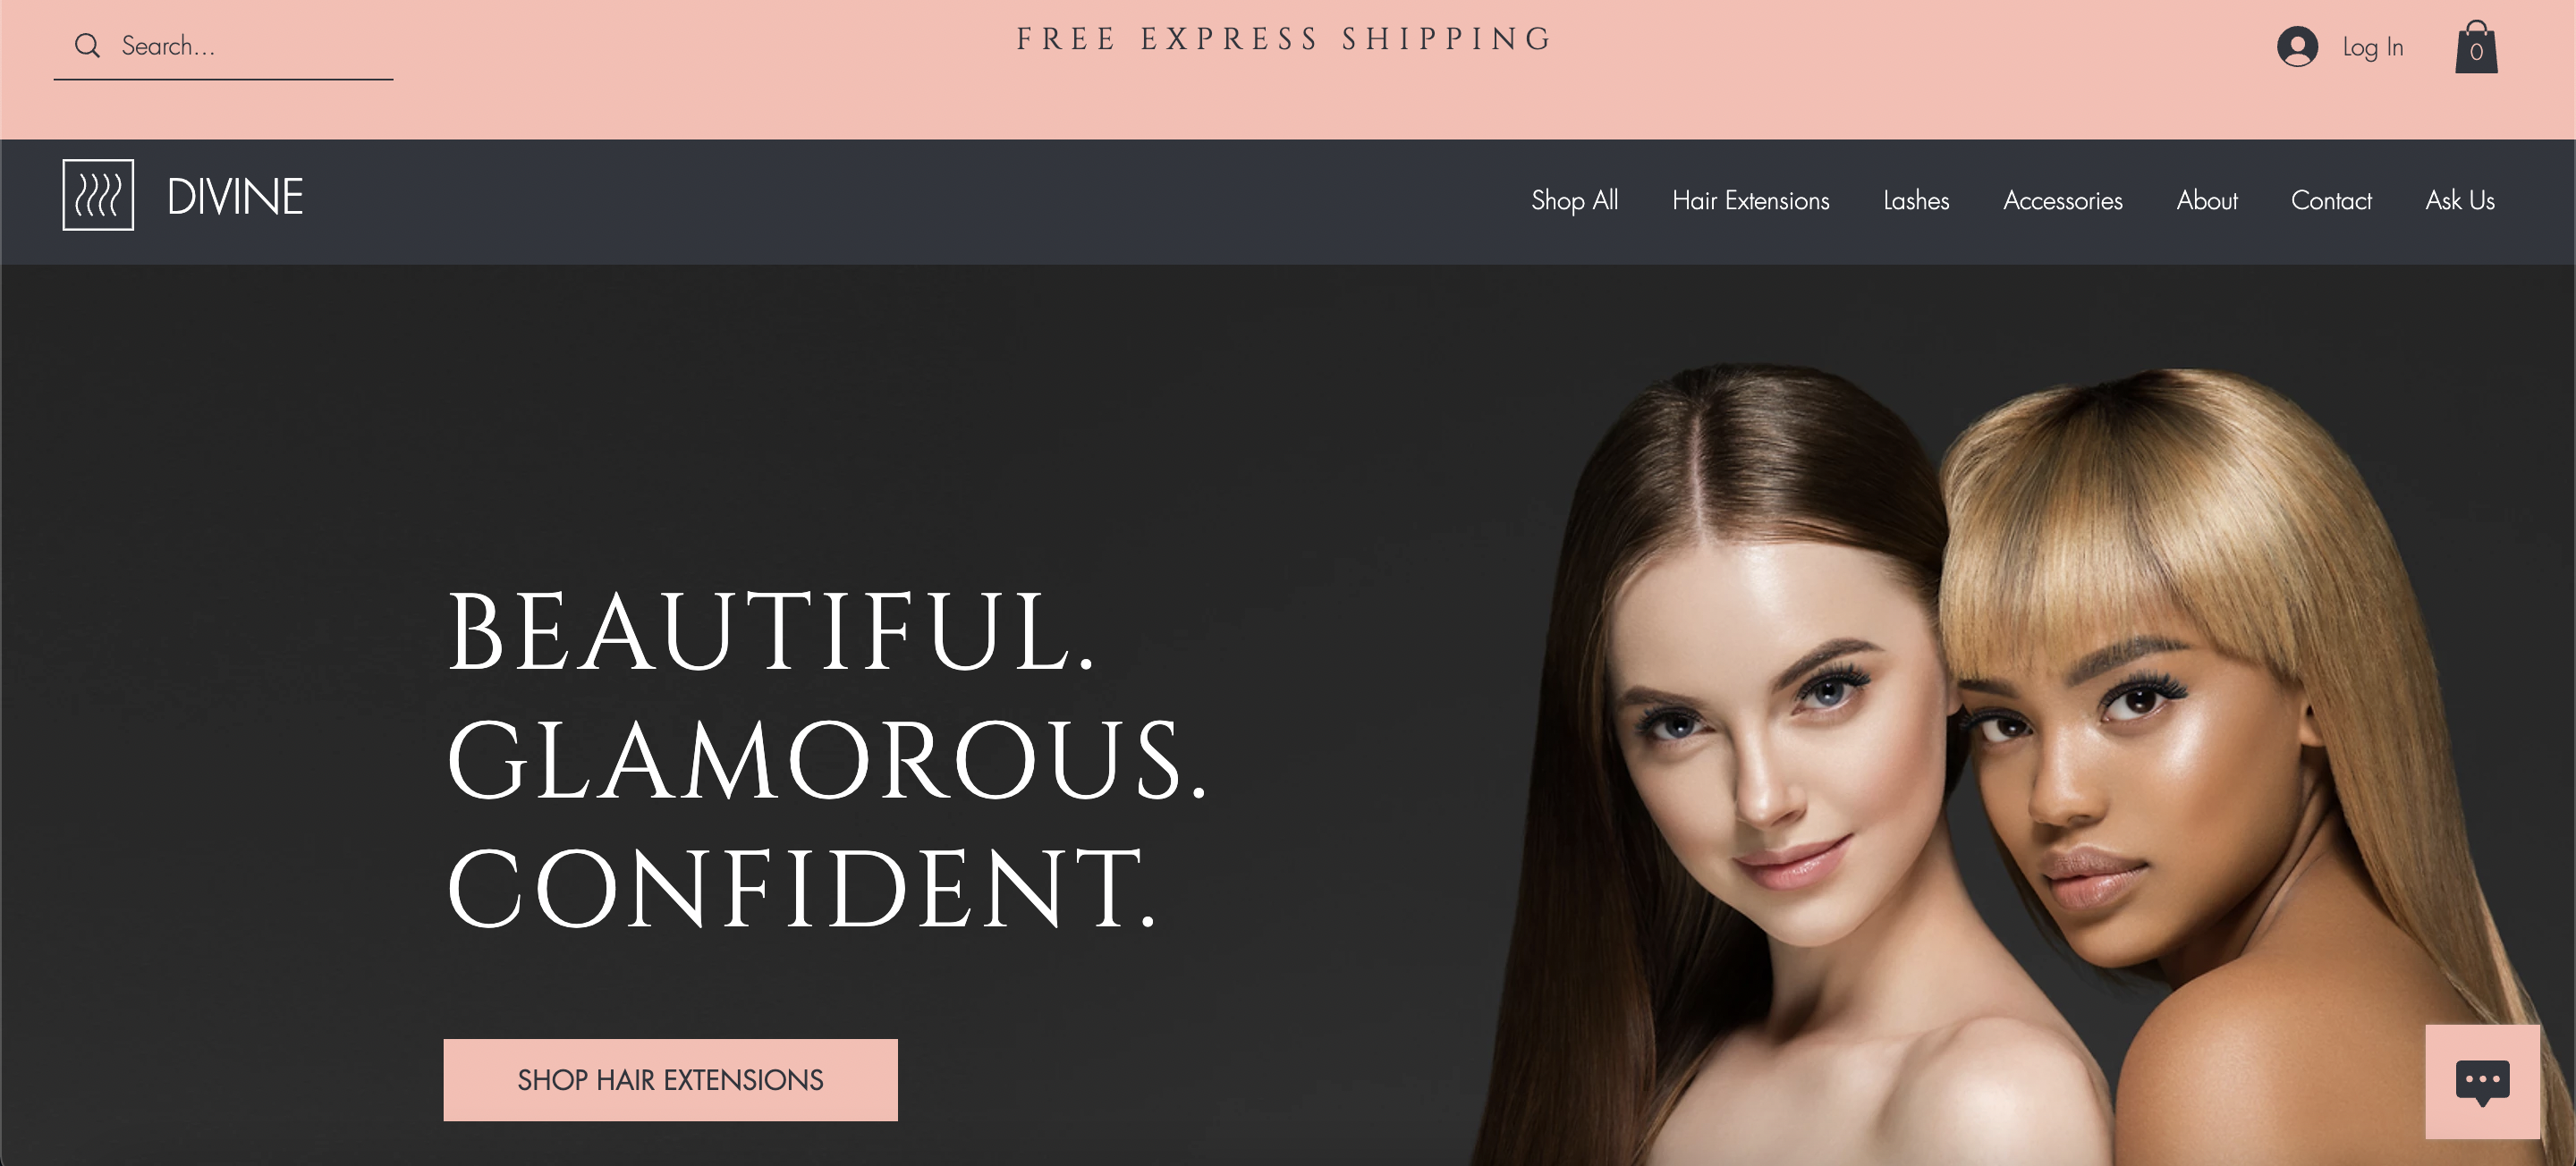 Search...
FREE EXPRESS SHIPPING
Log In
0
DIVINE
Shop All
Hair Extensions
Lashes
Accessories
About
Contact
Ask Us
BEAUTIFUL.
GLAMOROUS.
CONFIDENT.
SHOP HAIR EXTENSIONS